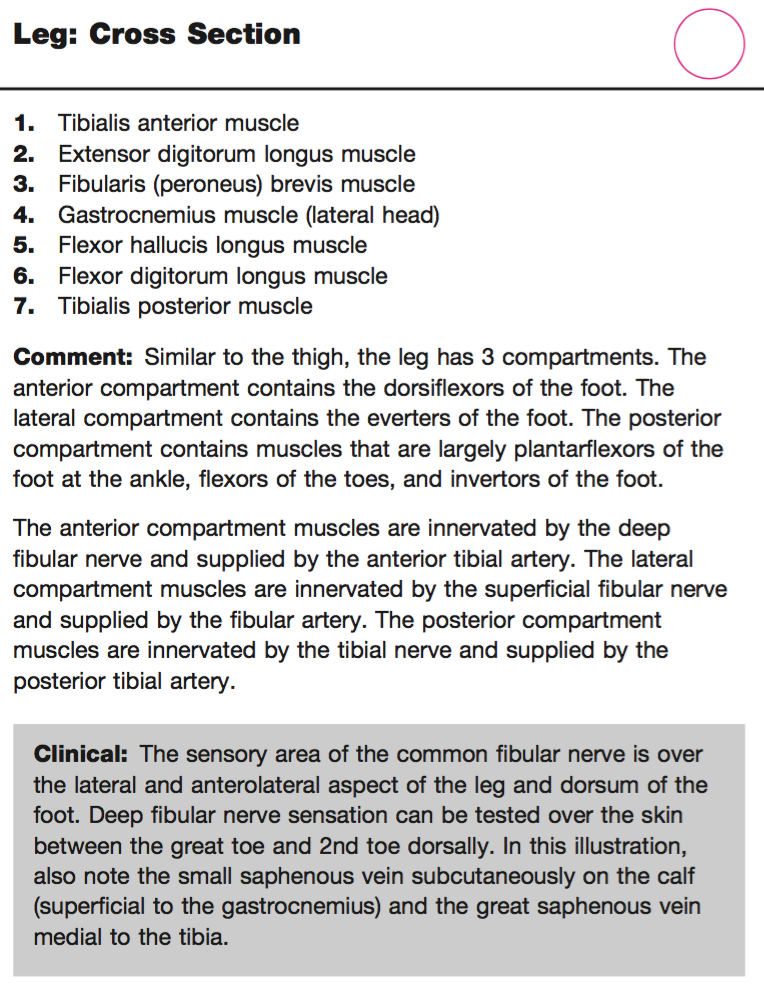 Leg: Cross Section
1. Tibialis anterior muscle
2. Extensor digitorum longus muscle
3. Fibularis (peroneus) brevis muscle
4. Gastrocnemius muscle (lateral head)
5. Flexor hallucis longus muscle
6. Flexor digitorum longus muscle
7. Tibialis posterior muscle
Comment: Similar to the thigh, the leg has 3 compartments. The
anterior compartment contains the dorsiflexors of the foot. The
lateral compartment contains the everters of the foot. The posterior
compartment contains muscles that are largely plantarflexors of the
foot at the ankle, flexors of the toes, and invertors of the foot.
The anterior compartment muscles are innervated by the deep
fibular nerve and supplied by the anterior tibial artery. The lateral
compartment muscles are innervated by the superficial fibular nerve
and supplied by the fibular artery. The posterior compartment
muscles are innervated by the tibial nerve and supplied by the
posterior tibial artery.
Clinical: The sensory area of the common fibular nerve is over
the lateral and anterolateral aspect of the leg and dorsum of the
foot. Deep fibular nerve sensation can be tested over the skin
between the great toe and 2nd toe dorsally. In this illustration,
also note the small saphenous vein subcutaneously on the calf
(superficial to the gastrocnemius) and the great saphenous vein
medial to the tibia.